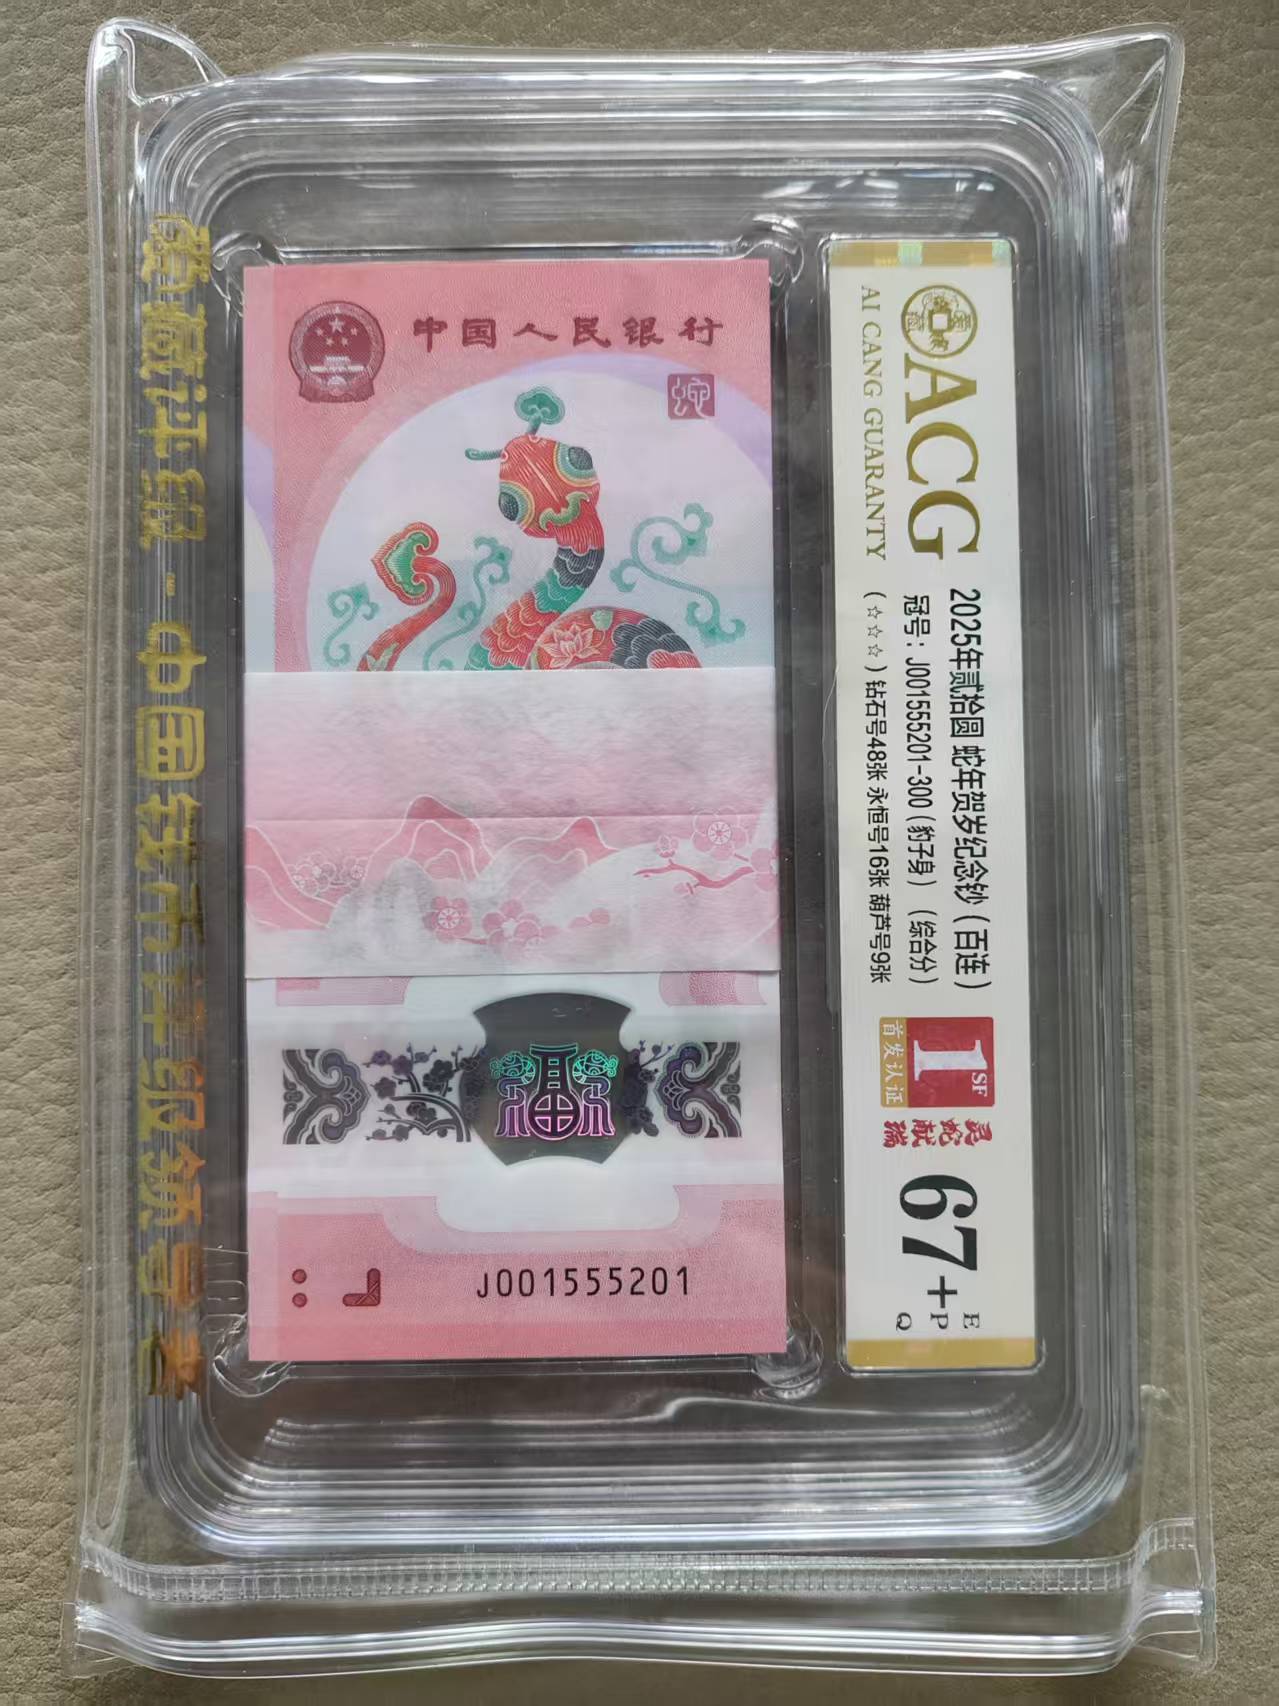 爱藏评级-中国钱币评级领导者
中国人民银行
蛇
福
J001555201
ACG
AI CANG GUARANTY
2025年贰拾圆 蛇年贺岁纪念钞(百连)
冠号:J001555201-300(豹子身) (综合分)
(☆☆☆)钻石号48张 永恒号16张 葫芦号9张
1SF
首发认证
灵蛇献瑞
67+
EPQ